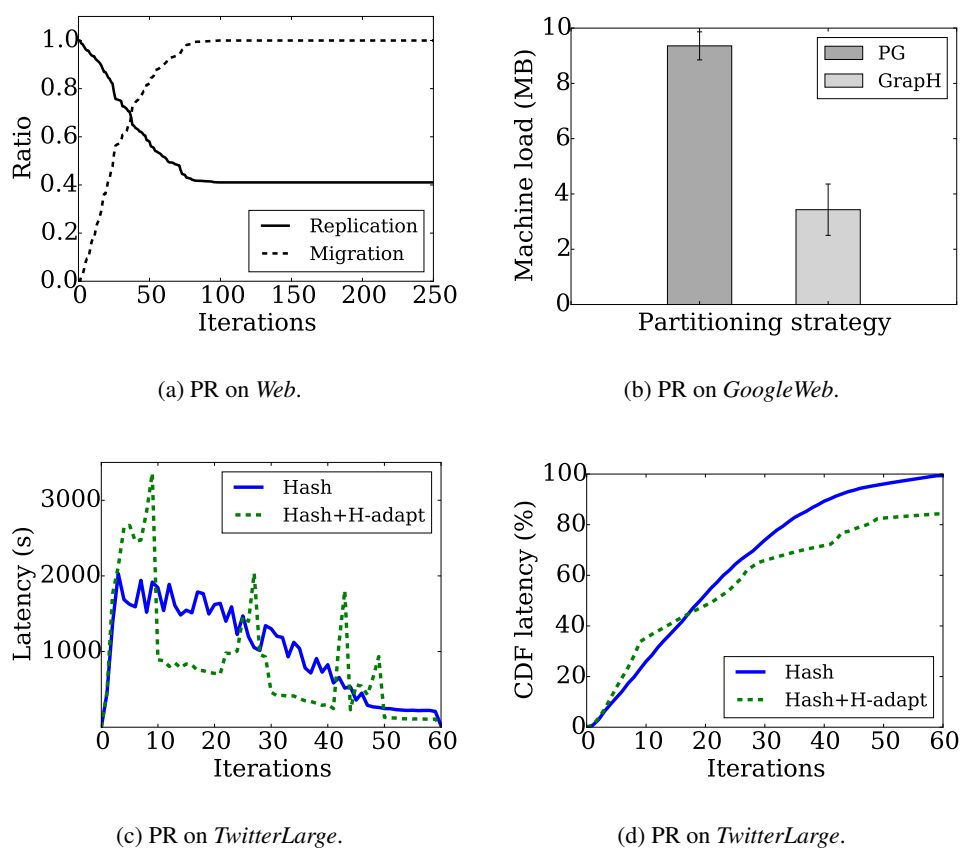 1.0
0.8
0.6
0.4
0.2
0.0
Ratio
Replication
Migration
0 50 100 150 200 250
Iterations
(a) PR on Web.
10
8
6
4
2
0
Machine load (MB)
PG
GrapH
Partitioning strategy
(b) PR on GoogleWeb.
3000
2000
1000
Latency (s)
Hash
Hash+H-adapt
0 10 20 30 40 50 60
Iterations
(c) PR on TwitterLarge.
100
80
60
40
20
0
CDF latency (%)
Hash
Hash+H-adapt
0 10 20 30 40 50 60
Iterations
(d) PR on TwitterLarge.